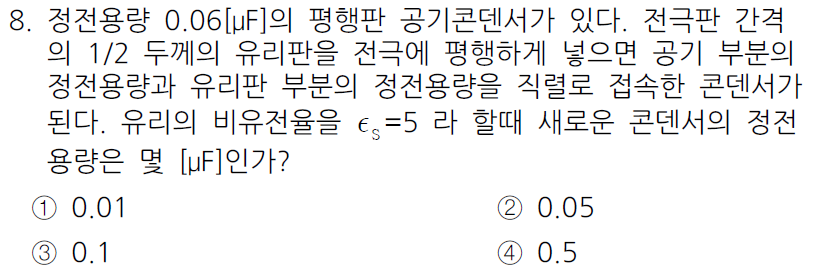 8. 정전용량 0.06[μF]의 평행판 공기콘덴서가 있다. 전극판 간격
의 1/2 두께의 유리판을 전극에 평행하게 넣으면 공기 부분의
정전용량과 유리판 부분의 정전용량을 직렬로 접속한 콘덴서가
된다. 유리의 비유전율을 ϵₛ=5 라 할때 새로운 콘덴서의 정전
용량은 몇 [μF]인가?
① 0.01 ② 0.05
③ 0.1 ④ 0.5